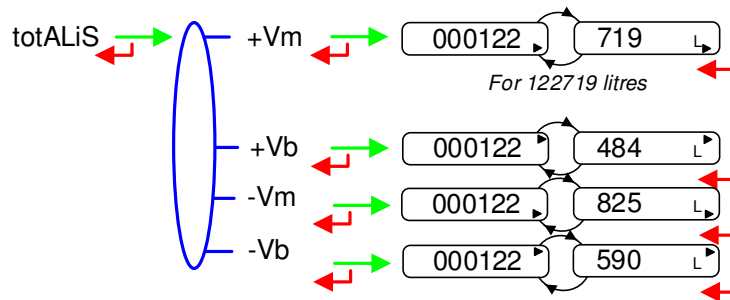 totALiS +Vm 000122 719 L
For 122719 litres
+Vb 000122 484 L
-Vm 000122 825 L
-Vb 000122 590 L